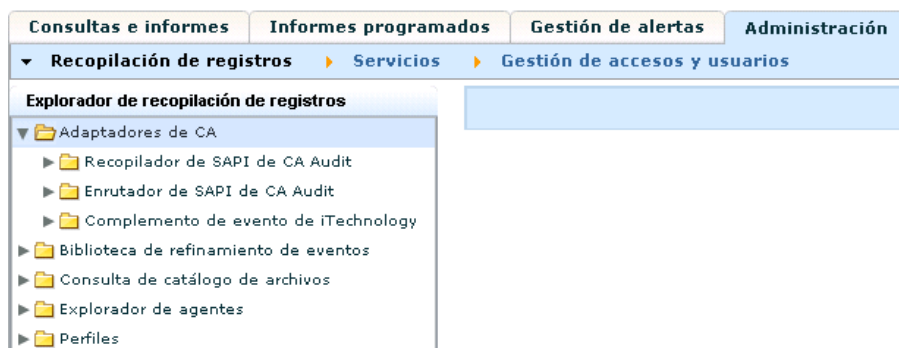 Consultas e informes Informes programados Gestión de alertas Administración
Recopilación de registros Servicios Gestión de accesos y usuarios
Explorador de recopilación de registros
Adaptadores de CA
Recopilador de SAPI de CA Audit
Enrutador de SAPI de CA Audit
Complemento de evento de iTechnology
Biblioteca de refinamiento de eventos
Consulta de catálogo de archivos
Explorador de agentes
Perfiles